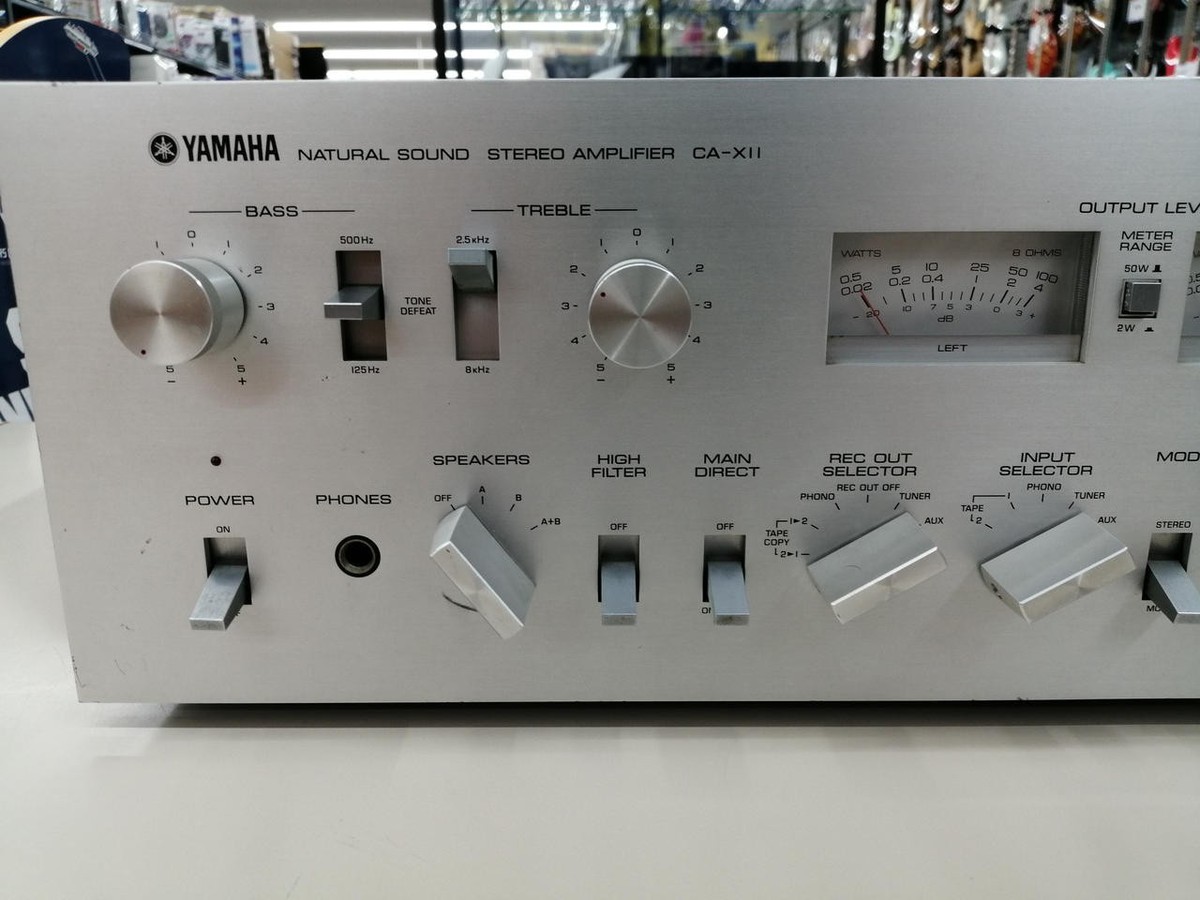 YAMAHA NATURAL SOUND STEREO AMPLIFIER CA-XII
BASS
0
2
3
4
5 5
- +
500Hz
125Hz
TONE
DEFEAT
TREBLE
2.5kHz
8kHz
0
2 2
3 3
4 4
5 5
- +
OUTPUT LEV
WATTS 8 OHMS
0.5 5 10 25 50 100
0.02 0.2 0.4 1 2 4
- 20 10 7 5 3 0 3 +
dB
LEFT
METER
RANGE
50W
2W
POWER
ON
PHONES
SPEAKERS
OFF A B A+B
HIGH
FILTER
OFF
MAIN
DIRECT
OFF
REC OUT
SELECTOR
REC OUT OFF
PHONO TUNER
AUX
TAPE
COPY
1▸2
2▸1
INPUT
SELECTOR
PHONO
TUNER
AUX
TAPE
1
2
MOD
STEREO